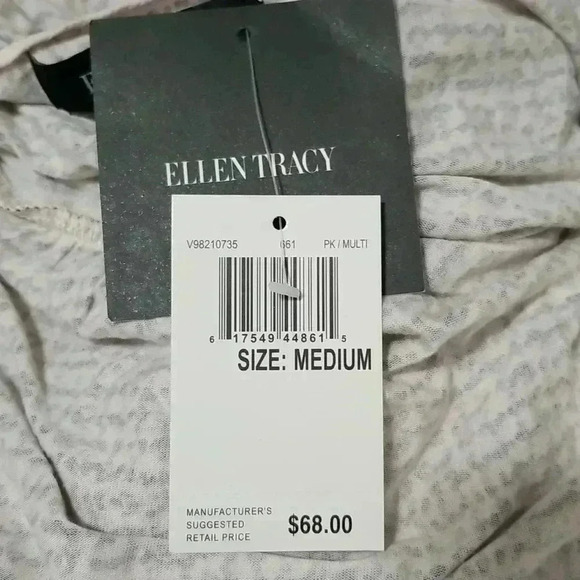 ELLEN TRACY
V98210735 661 PK / MULTI
6 17549 44861 5
SIZE: MEDIUM
MANUFACTURER'S
SUGGESTED
RETAIL PRICE $68.00